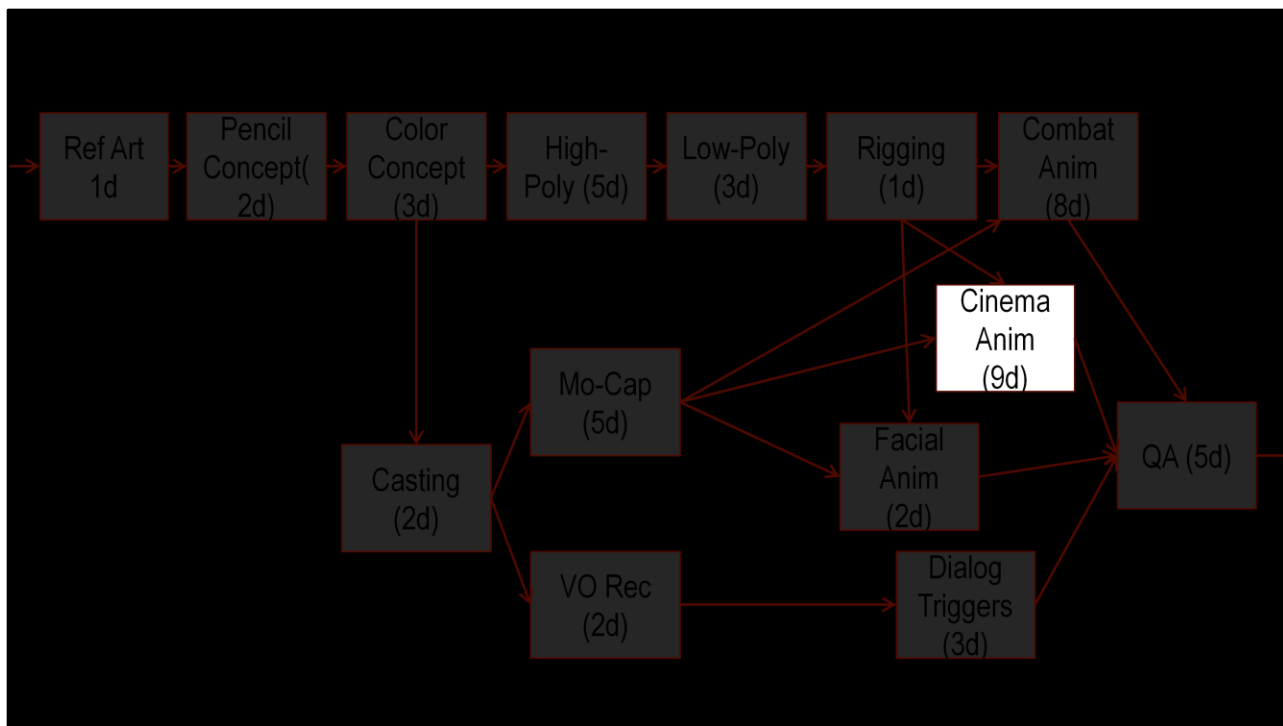 Ref Art
1d
Pencil
Concept(
2d)
Color
Concept
(3d)
High-
Poly (5d)
Low-Poly
(3d)
Rigging
(1d)
Combat
Anim
(8d)
Cinema
Anim
(9d)
Mo-Cap
(5d)
Facial
Anim
(2d)
QA (5d)
Casting
(2d)
VO Rec
(2d)
Dialog
Triggers
(3d)